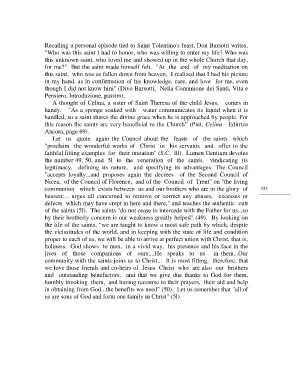 Recalling a personal episode tied to Saint Tolentino's feast, Don Barsotti writes,
"Who was this saint I had to honor, who was willing to enter my life? Who was
this unknown saint, who loved me and showed up in the whole Church that day,
for me?" But the saint made himself felt. "At the end of my meditation on
this saint, who was as fallen down from heaven, I realized that I had his picture
in my hand, as in confirmation of his knowledge, care, and love for me, even
though I did not know him" (Divo Barsotti, Nella Communione dei Santi, Vita e
Pensiero, Introduzione, passim).
A thought of Celina, a sister of Saint Theresa of the child Jesus, comes in
handy. "As a sponge soaked with water communicates its liquid when it is
handled, so a saint shares the divine grace when he is approached by people. For
this reason the saints are very beneficial to the Church" (Piat, Celina - Editrice
Ancora, page 69).
Let us quote again the Council about the feasts of the saints which
"proclaim the wonderful works of Christ in his servants and offer to the
faithful fitting examples for their imitation" (S.C. 111). Lumen Gentium devotes
the number 49, 50, and 51 to the veneration of the saints, vindicating its
legitimacy, defining its nature, and specifying its advantages. The Council
"accepts loyally...and proposes again the decrees of the Second Council of
Nicea, of the Council of Florence, and of the Council of Trent" on "the living
communion which exists between us and our brothers who are in the glory of
heaven;... urges all concerned to remove or correct any abuses, excesses or
defects which may have crept in here and there," and teaches the authentic cult
of the saints (51). The saints "do not cease to intercede with the Father for us...so
by their brotherly concern is our weakness greatly helped" (49). By looking on
the life of the saints, "we are taught to know a most safe path by which, despite
the vicissitudes of the world, and in keeping with the state of life and condition
proper to each of us, we will be able to arrive at perfect union with Christ, that is,
holiness. God shows to men, in a vivid way, his presence and his face in the
lives of those companions of ours;...He speaks to us in them...Our
community with the saints joins us to Christ,.. It is most fitting, therefore, that
we love those friends and co-heirs of Jesus Christ who are also our brothers
and outstanding benefactors, and that we give due thanks to God for them,
humbly invoking them, and having recourse to their prayers, their aid and help
in obtaining from God...the benefits we need" (50). Let us remember that "all of
us are sons of God and form one family in Christ" (51).